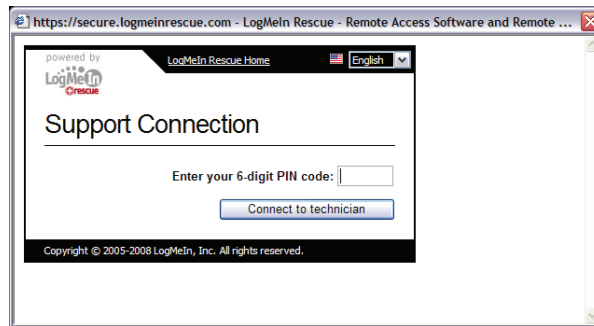 https://secure.logmeinrescue.com - LogMeIn Rescue - Remote Access Software and Remote ...
powered by
LogMeIn
rescue
LogMeIn Rescue Home
English
Support Connection
Enter your 6-digit PIN code:
Connect to technician
Copyright © 2005-2008 LogMeIn, Inc. All rights reserved.